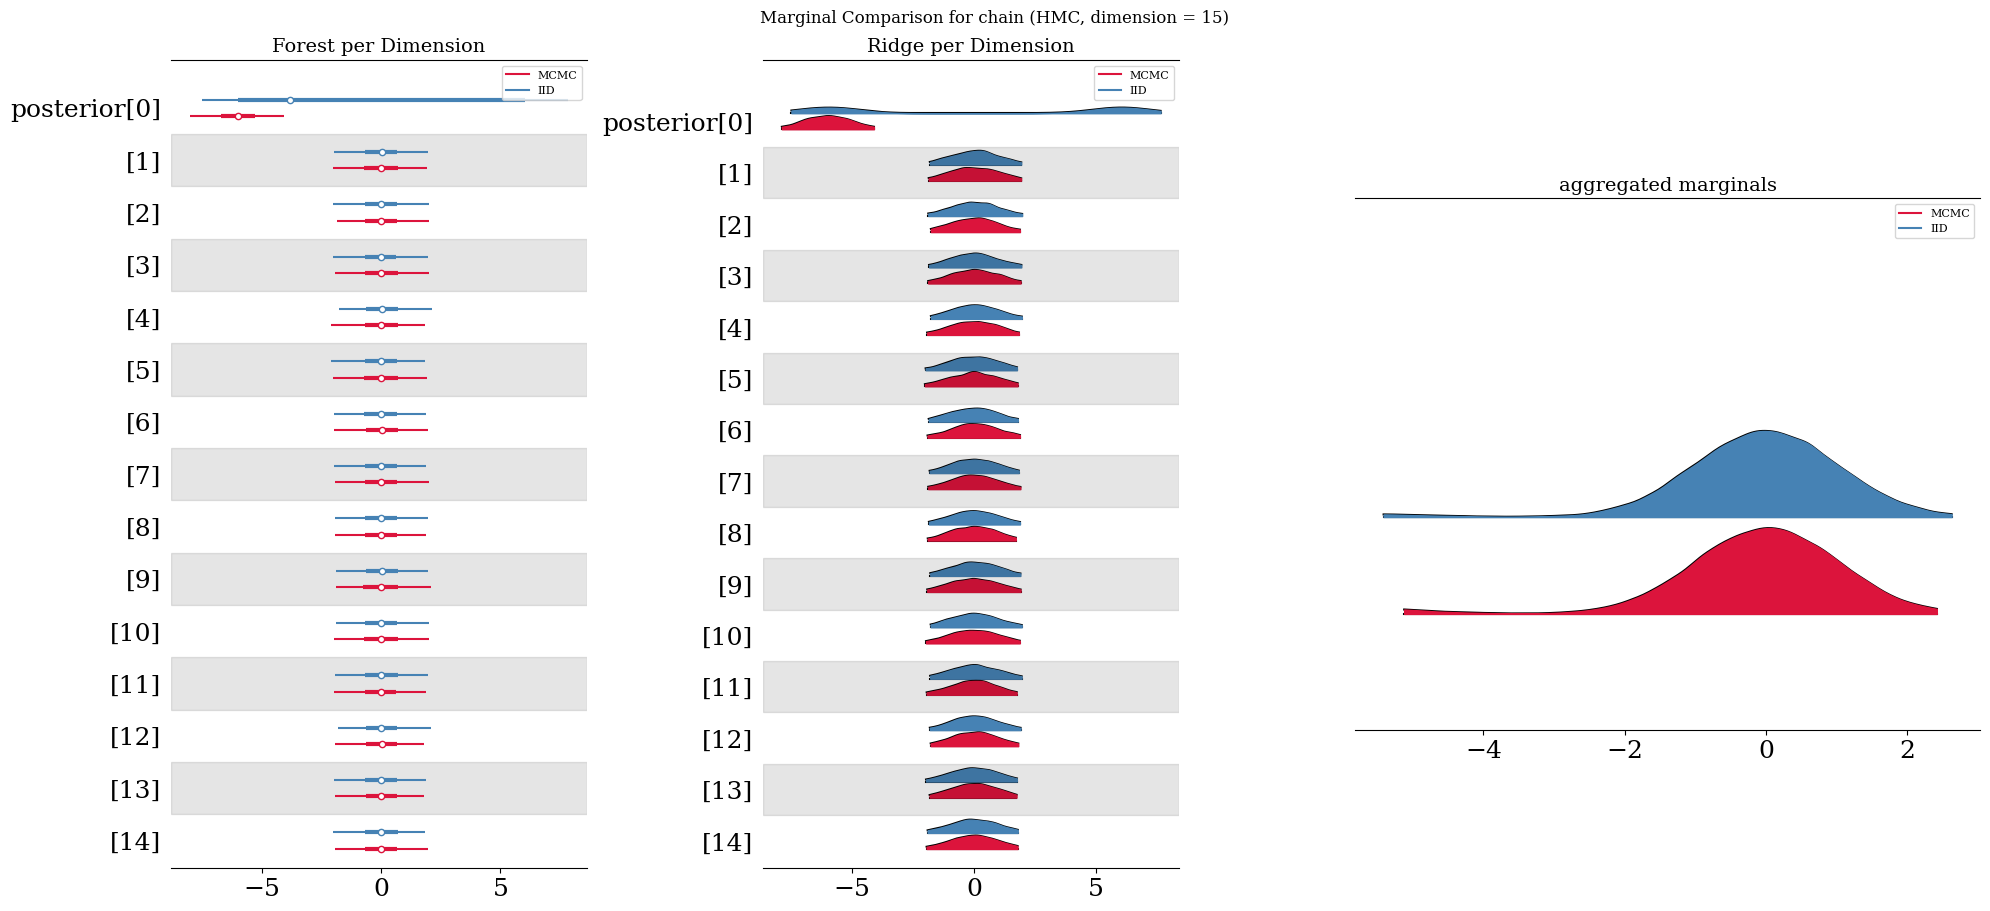 Marginal Comparison for chain (HMC, dimension = 15)
Forest per Dimension
MCMC
IID
posterior[0]
[1]
[2]
[3]
[4]
[5]
[6]
[7]
[8]
[9]
[10]
[11]
[12]
[13]
[14]
−5 0 5
Ridge per Dimension
MCMC
IID
posterior[0]
[1]
[2]
[3]
[4]
[5]
[6]
[7]
[8]
[9]
[10]
[11]
[12]
[13]
[14]
−5 0 5
aggregated marginals
MCMC
IID
−4 −2 0 2